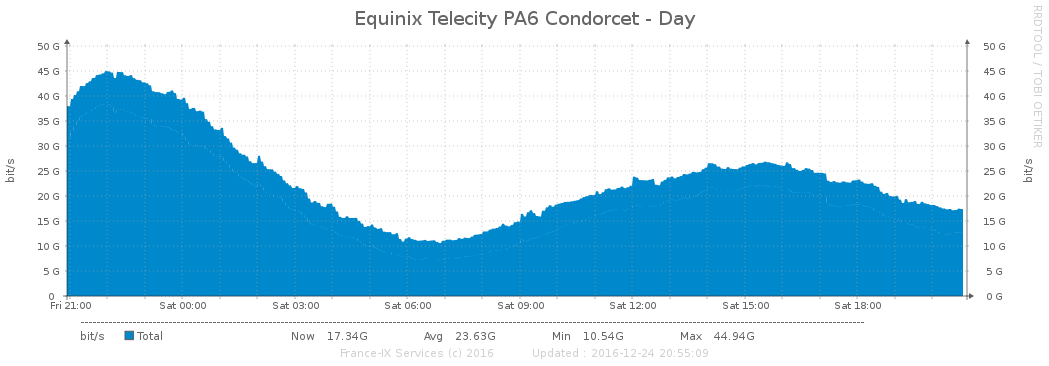 Equinix Telecity PA6 Condorcet - Day
RRDTOOL / TOBI OETIKER
bit/s
50 G
45 G
40 G
35 G
30 G
25 G
20 G
15 G
10 G
5 G
0
50 G
45 G
40 G
35 G
30 G
25 G
20 G
15 G
10 G
5 G
0 G
bit/s
Fri 21:00 Sat 00:00 Sat 03:00 Sat 06:00 Sat 09:00 Sat 12:00 Sat 15:00 Sat 18:00
bit/s Total Now 17.34G Avg 23.63G Min 10.54G Max 44.94G
France-IX Services (c) 2016 Updated : 2016-12-24 20:55:09